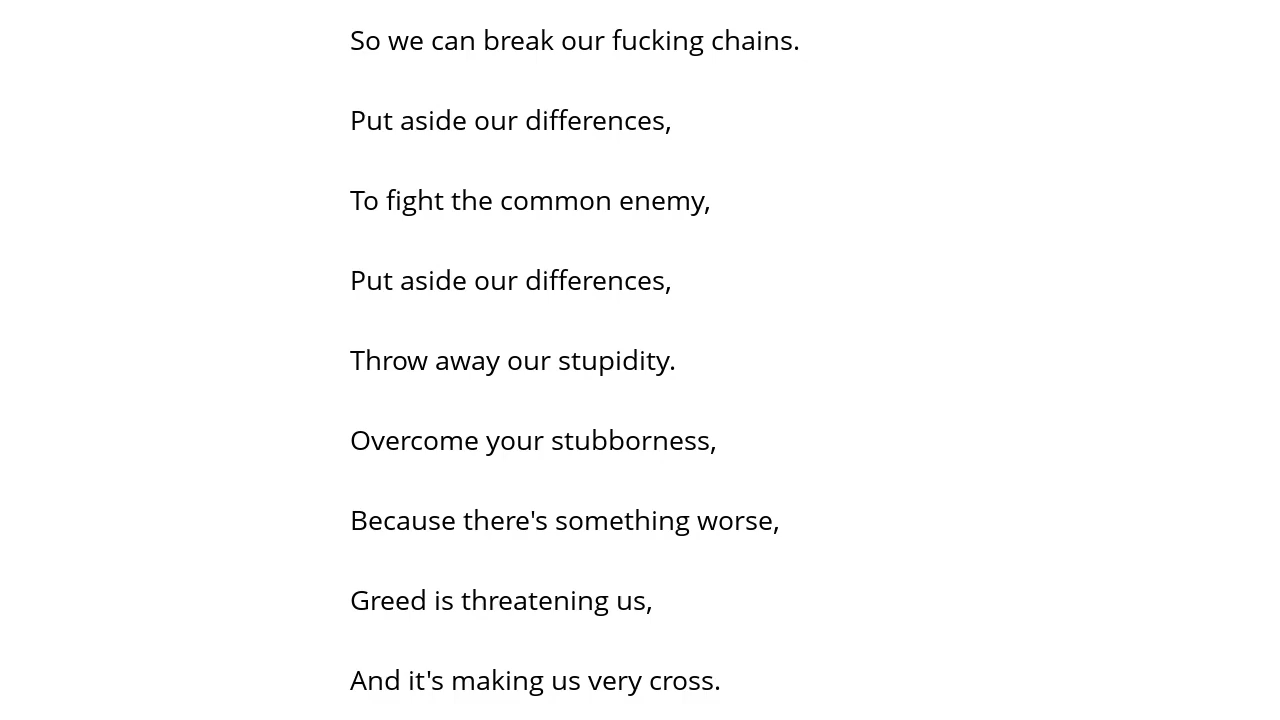 So we can break our fucking chains.
Put aside our differences,
To fight the common enemy,
Put aside our differences,
Throw away our stupidity.
Overcome your stubborness,
Because there's something worse,
Greed is threatening us,
And it's making us very cross.